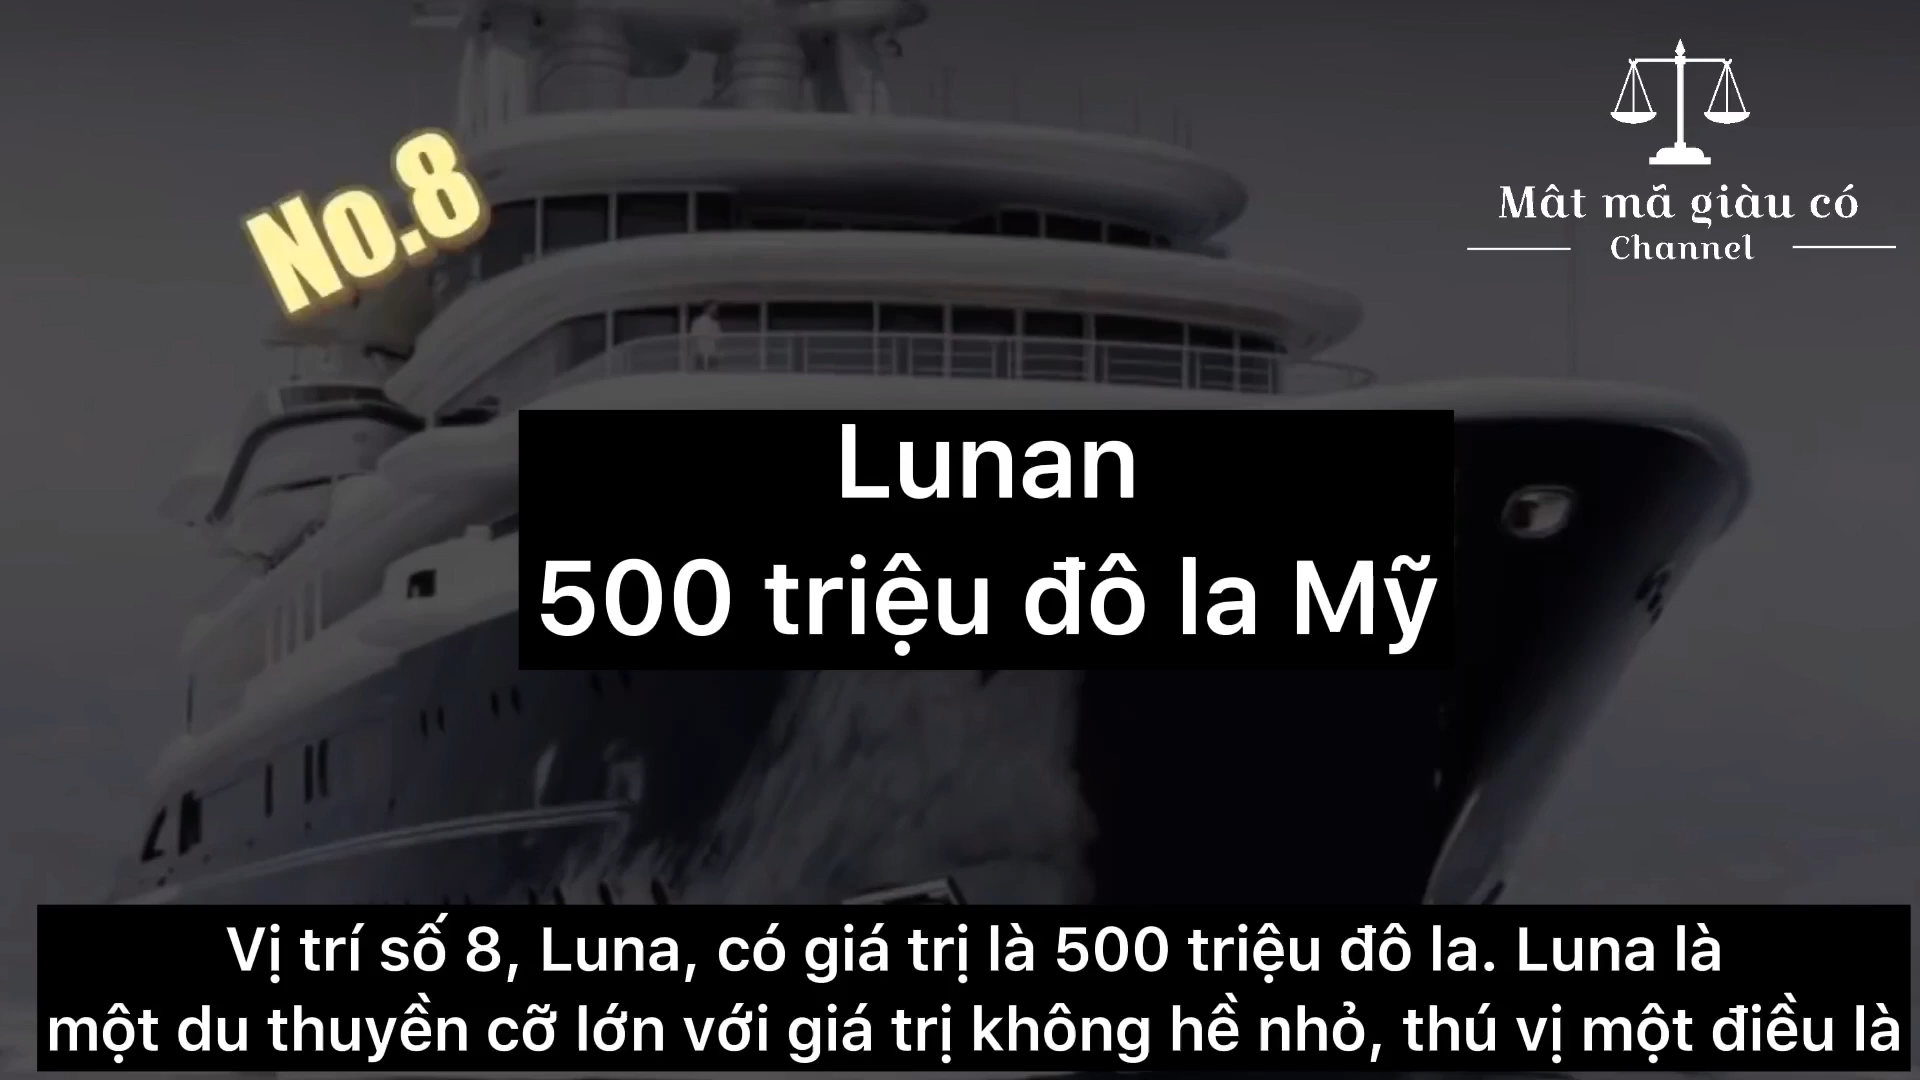 No.8
Mât mã giàu có
Channel
Lunan
500 triệu đô la Mỹ
Vị trí số 8, Luna, có giá trị là 500 triệu đô la. Luna là
một du thuyền cỡ lớn với giá trị không hề nhỏ, thú vị một điều là